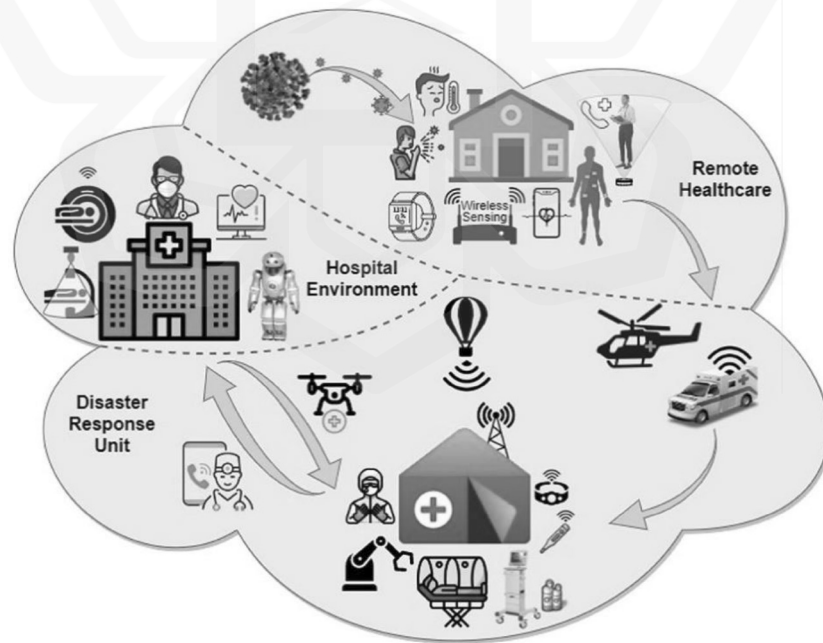 Remote
Healthcare
Wireless
Sensing
Hospital
Environment
Disaster
Response
Unit